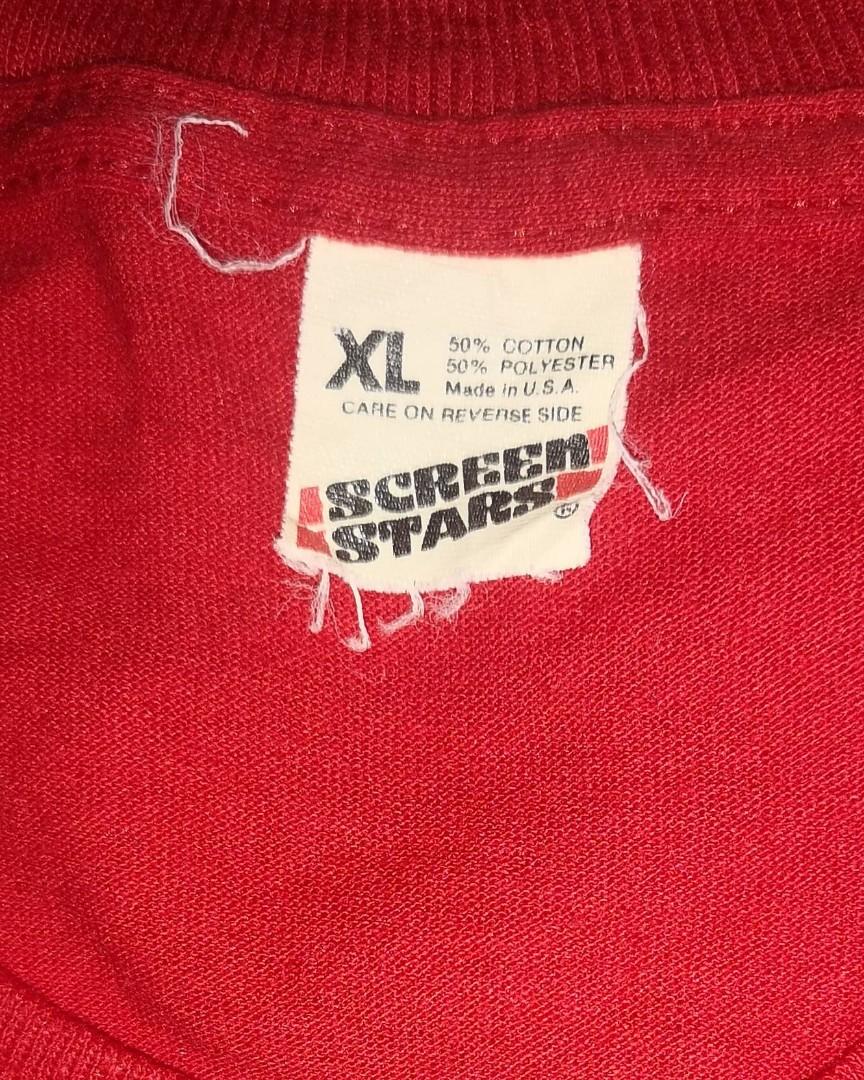 XL
50% COTTON
50% POLYESTER
Made in U.S.A.
CARE ON REVERSE SIDE
SCREEN
STARS®